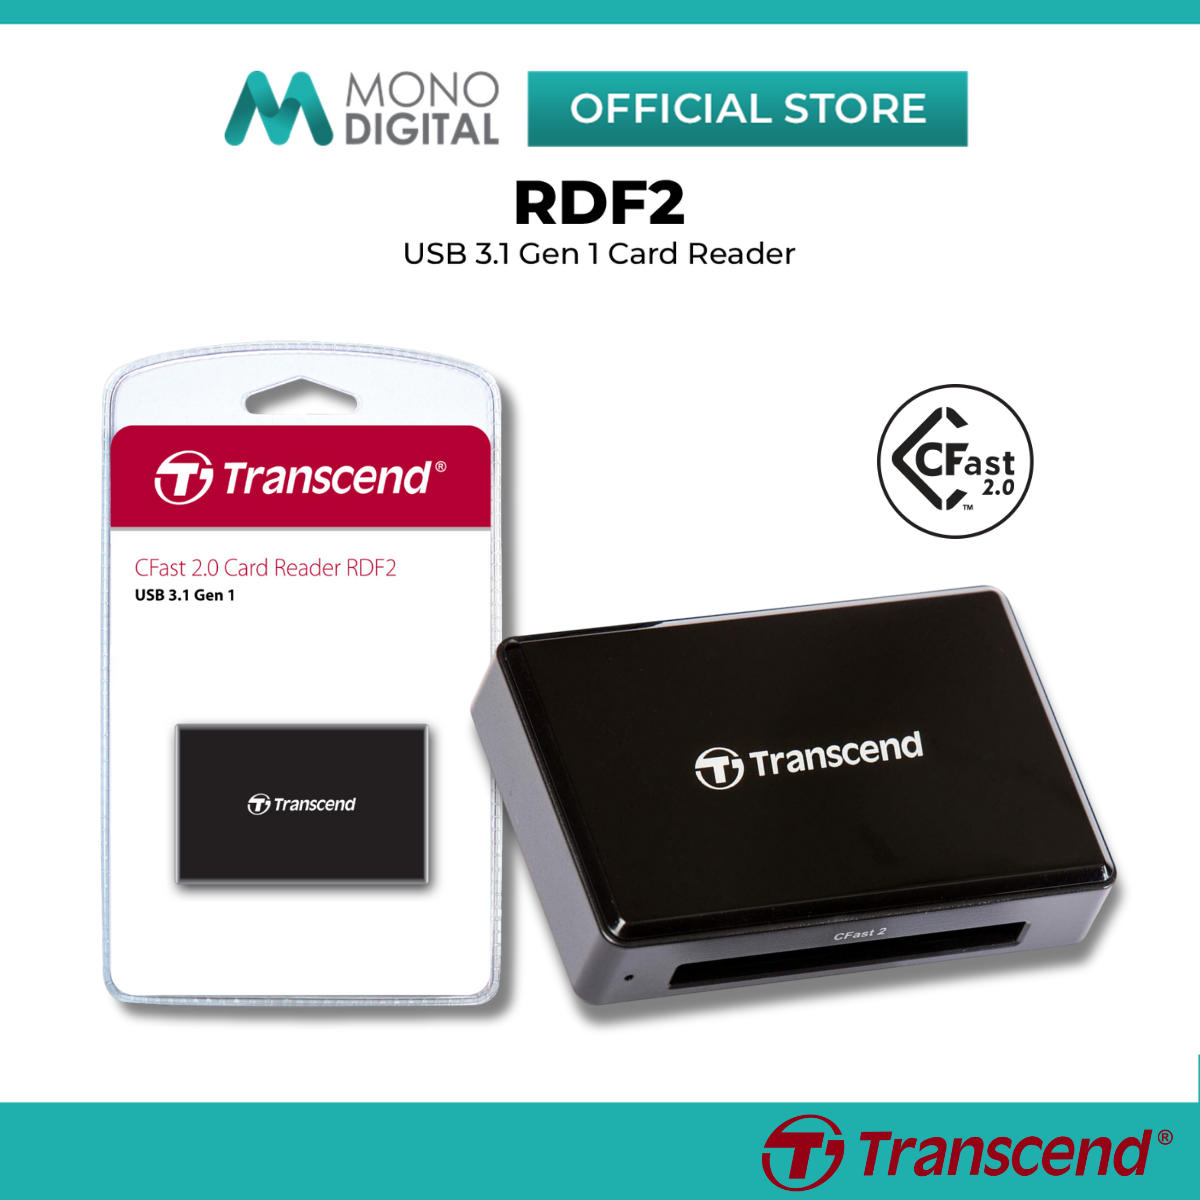 MONO
DIGITAL
OFFICIAL STORE
RDF2
USB 3.1 Gen 1 Card Reader
Transcend®
CFast 2.0 Card Reader RDF2
USB 3.1 Gen 1
Transcend
CFast
2.0
TM
Transcend
CFast 2
Transcend®